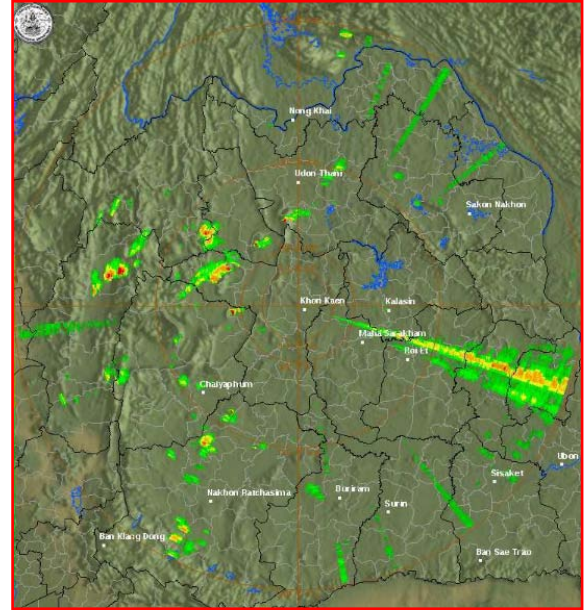 Nong Khai
Udon Thani
Sakon Nakhon
Khon Kaen
Kalasin
Maha Sarakham
Roi Et
Chaiyaphum
Ubon
Sisaket
Nakhon Ratchasima
Buriram
Surin
Ban Klang Dong
Ban Sae Trao